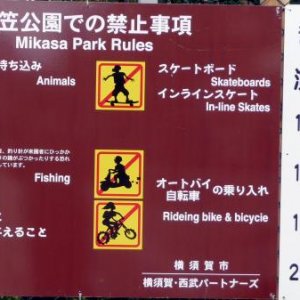 笠公園での禁止事項
Mikasa Park Rules
持ち込み
Animals
スケートボード
Skateboards
インラインスケート
In-line Skates
Fishing
オートバイ
自転車
の乗り入れ
Rideing bike & bicycle
えること
横須賀市
横須賀・西武パートナーズ